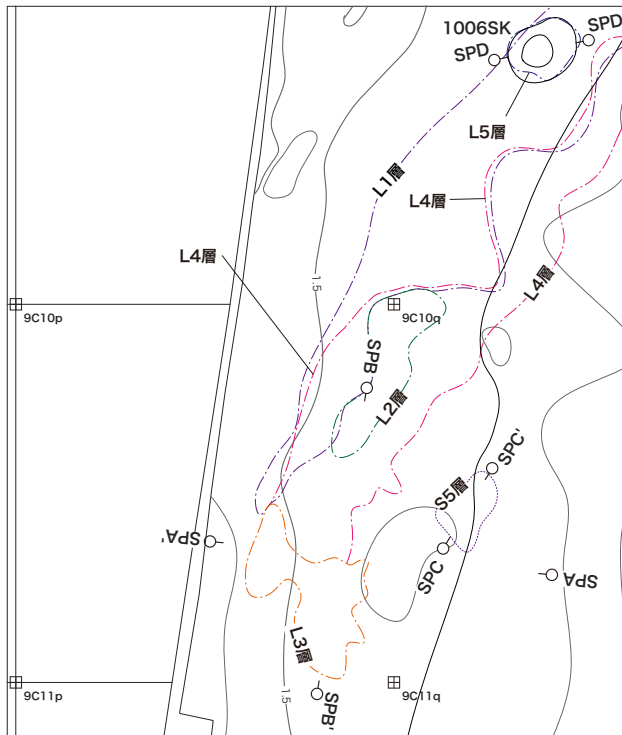 1006SK
SPD
SPD
L5層
L1層
L4層
L4層
L4層
1.5
9C10p
9C10q
SPB
L2層
SPC'
S5層
SPA'
SPC
SPA
L3層
1.5
SPB'
9C11p
9C11q